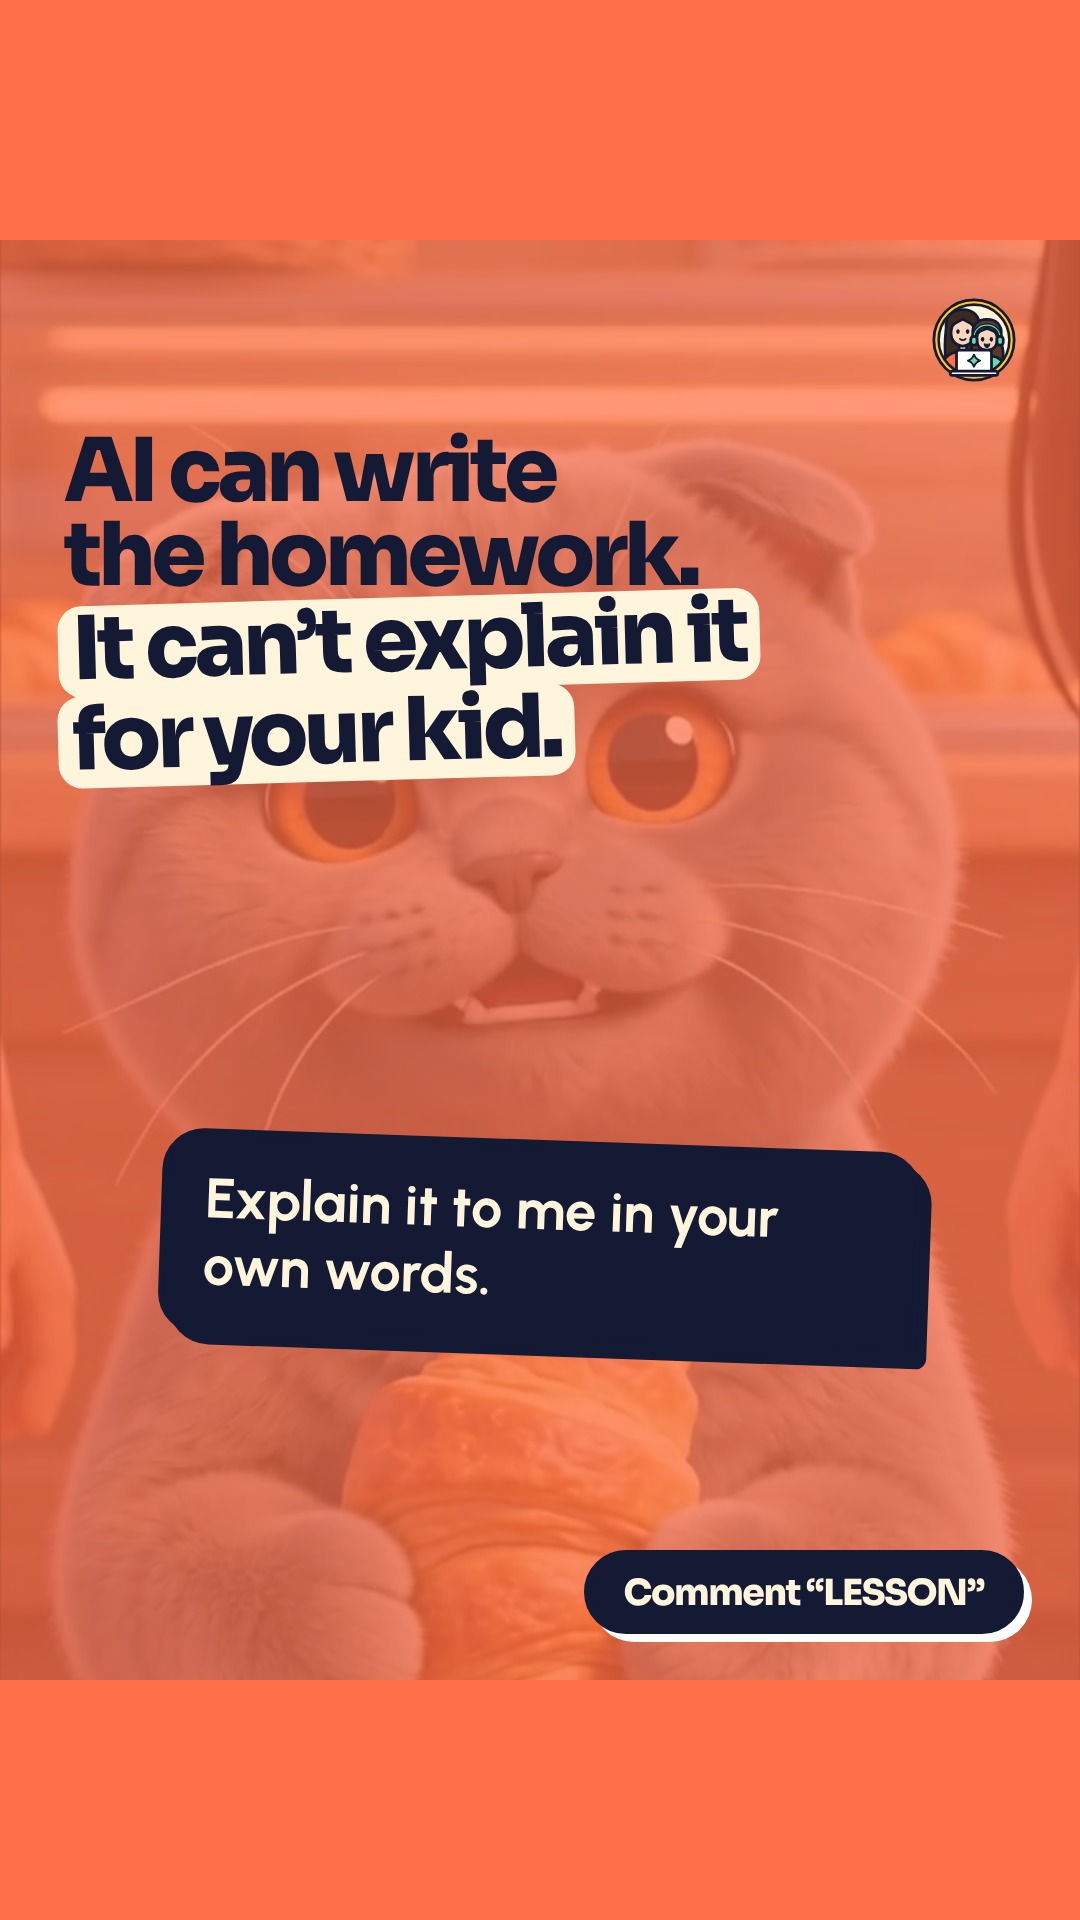 AI can write
the homework.
It can’t explain it
for your kid.
Explain it to me in your
own words.
Comment “LESSON”